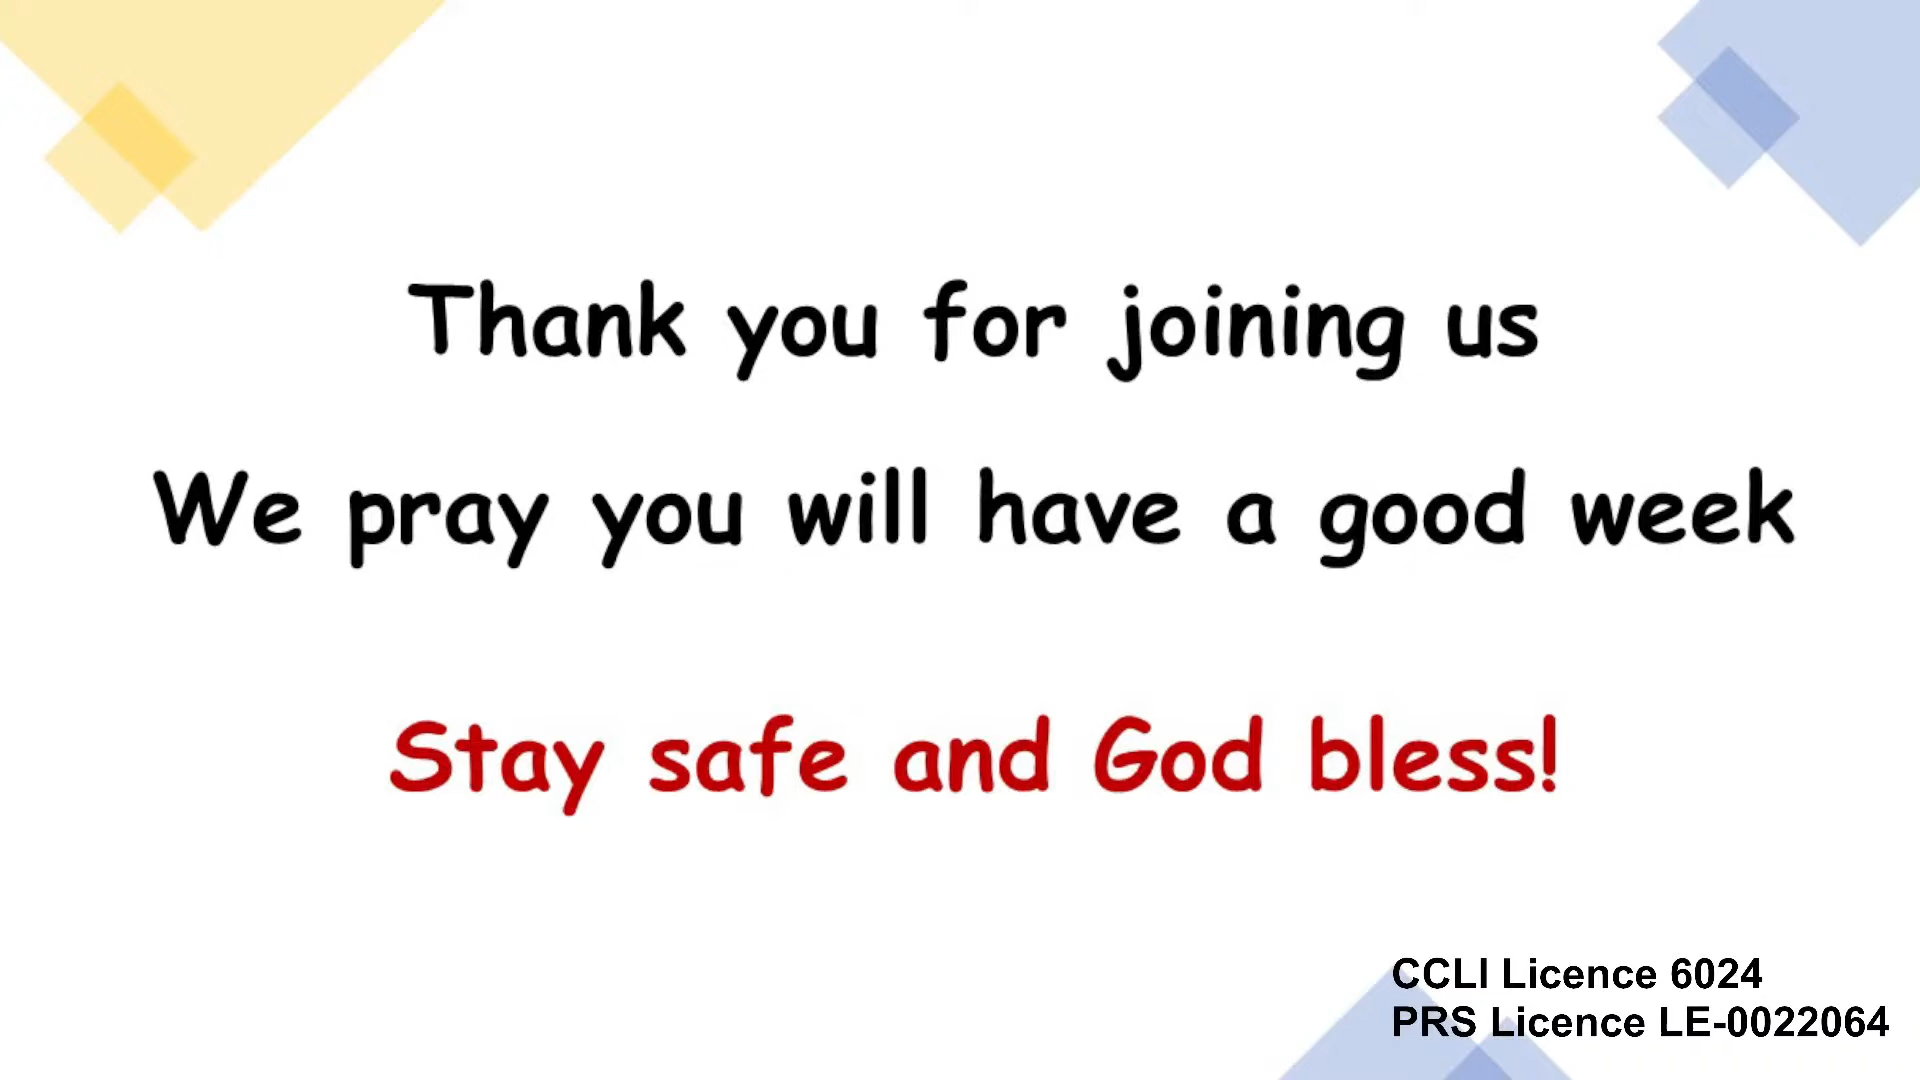 Thank you for joining us
We pray you will have a good week
Stay safe and God bless!
CCLI Licence 6024
PRS Licence LE-0022064